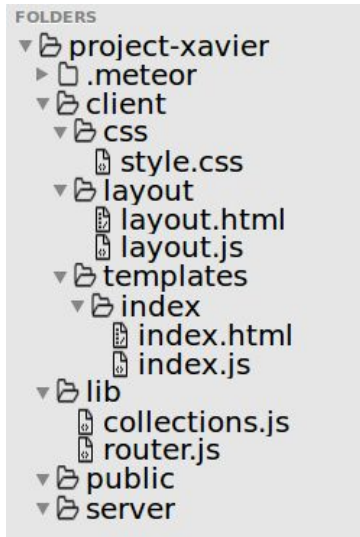 FOLDERS
project-xavier
.meteor
client
css
style.css
layout
layout.html
layout.js
templates
index
index.html
index.js
lib
collections.js
router.js
public
server